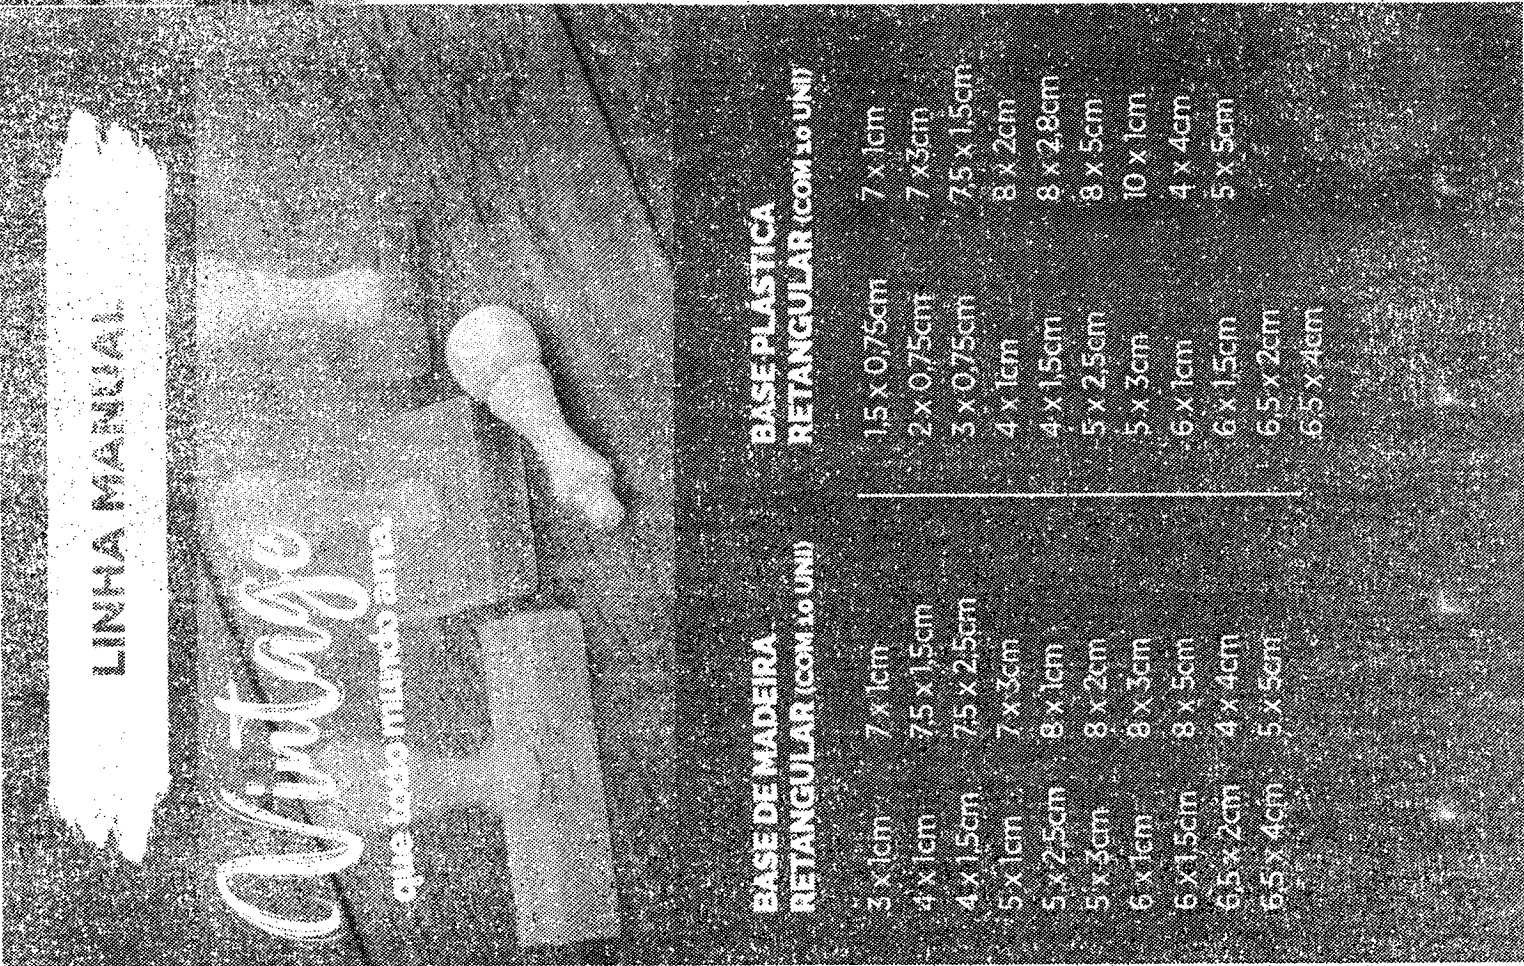 LINHA MANUAL
Vintage
que todo mundo ama.
BASE DE MADEIRA
RETANGULAR (COM 10 UNI)
3 x 1cm
4 x 1cm
4 x 1,5cm
5 x 1cm
5 x 2,5cm
5 x 3cm
6 x 1cm
6 x 1,5cm
6,5 x 2cm
6,5 x 4cm
7 x 1cm
7,5 x 1,5cm
7,5 x 2,5cm
7 x 3cm
8 x 1cm
8 x 2cm
8 x 3cm
8 x 5cm
4 x 4cm
5 x 5cm
BASE PLÁSTICA
RETANGULAR (COM 10 UNI)
1,5 x 0,75cm
2 x 0,75cm
3 x 0,75cm
4 x 1cm
4 x 1,5cm
5 x 2,5cm
5 x 3cm
6 x 1cm
6 x 1,5cm
6,5 x 2cm
6,5 x 4cm
7 x 1cm
7 x3cm
7,5 x 1,5cm
8 x 2cm
8 x 2,8cm
8 x 5cm
10 x 1cm
4 x 4cm
5 x 5cm